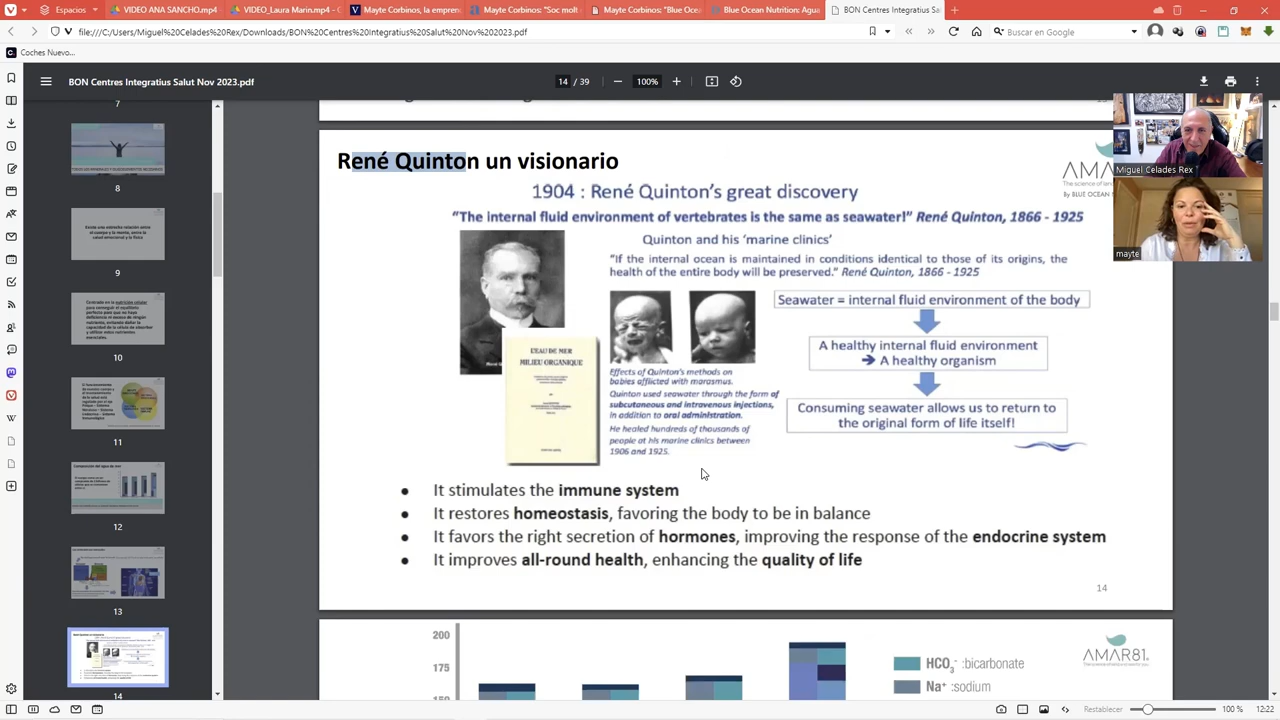 Espacios
VIDEO ANA SANCHO.mp4
VIDEO_Laura Marin.mp4 - G
Mayte Corbinos, la empren
Mayte Corbinos: "Soc molt
Mayte Corbinos: "Blue Ocea
Blue Ocean Nutrition: Agua
BON Centres Integratius Sa
file:///C:/Users/Miguel%20Celades%20Rex/Downloads/BON%20Centres%20Integratius%20Salut%20Nov%202023.pdf
Buscar en Google
Coches Nuevo...
BON Centres Integratius Salut Nov 2023.pdf
14 / 39
100%
7
8
9
10
11
12
13
14
René Quinton un visionario
1904 : René Quinton's great discovery
"The internal fluid environment of vertebrates is the same as seawater!" René Quinton, 1866 - 1925
AMAR
By BLUE OCEAN
Quinton and his 'marine clinics'
"If the internal ocean is maintained in conditions identical to those of its origins, the
health of the entire body will be preserved." René Quinton, 1866 - 1925
L'EAU DE MER
MILIEU ORGANIQUE
Effects of Quinton's methods on
babies afflicted with marasmus.
Quinton used seawater through the form of
subcutaneous and intravenous injections,
in addition to oral administration.
He healed hundreds of thousands of
people at his marine clinics between
1906 and 1925.
Seawater = internal fluid environment of the body
A healthy internal fluid environment
➔ A healthy organism
Consuming seawater allows us to return to
the original form of life itself!
● It stimulates the immune system
● It restores homeostasis, favoring the body to be in balance
● It favors the right secretion of hormones, improving the response of the endocrine system
● It improves all-round health, enhancing the quality of life
14
200
175
HCO3- :bicarbonate
Na+ :sodium
AMAR81
Miguel Celades Rex
mayte
Restablecer
100 %
12:22